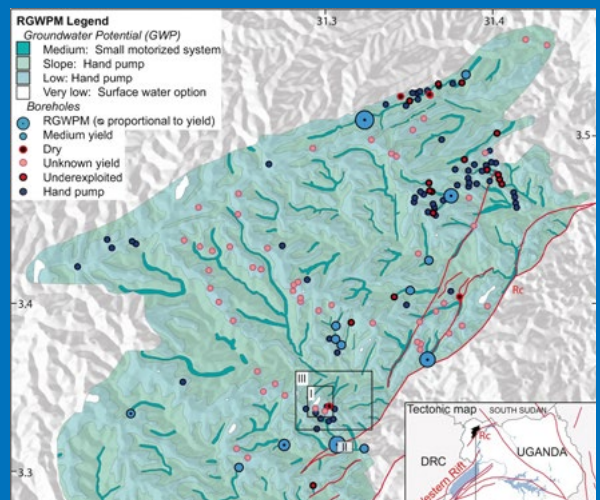 RGWPM Legend
Groundwater Potential (GWP)
Medium: Small motorized system
Slope: Hand pump
Low: Hand pump
Very low: Surface water option
Boreholes
RGWPM (⌀ proportional to yield)
Medium yield
Dry
Unknown yield
Underexploited
Hand pump
31.3
31.4
3.5
3.4
3.3
Rc
III
I
II
Tectonic map
SOUTH SUDAN
Rc
UGANDA
DRC
Western Rift